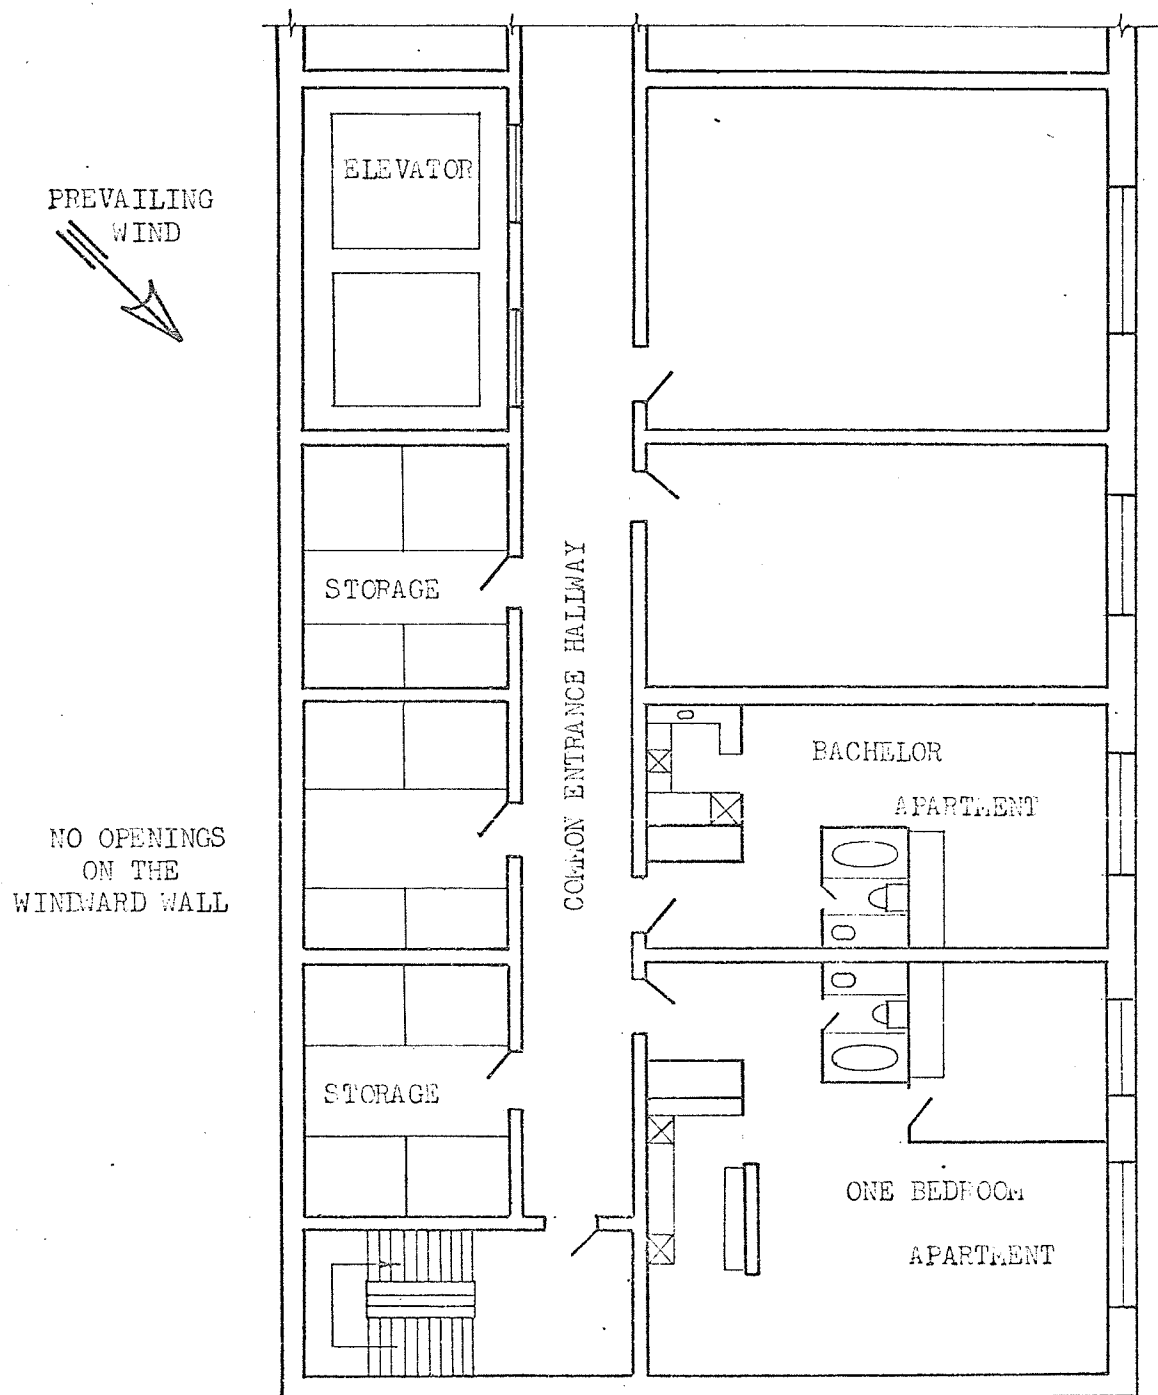 ELEVATOR
PREVAILING
WIND
STORAGE
COMMON ENTRANCE HALLWAY
BACHELOR
APARTMENT
NO OPENINGS
ON THE
WINDWARD WALL
STORAGE
ONE BEDROOM
APARTMENT